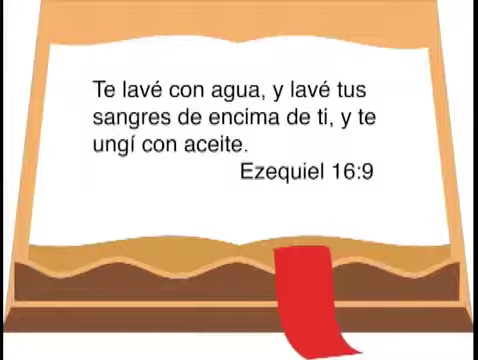 Te lavé con agua, y lavé tus
sangres de encima de ti, y te
ungí con aceite.
Ezequiel 16:9